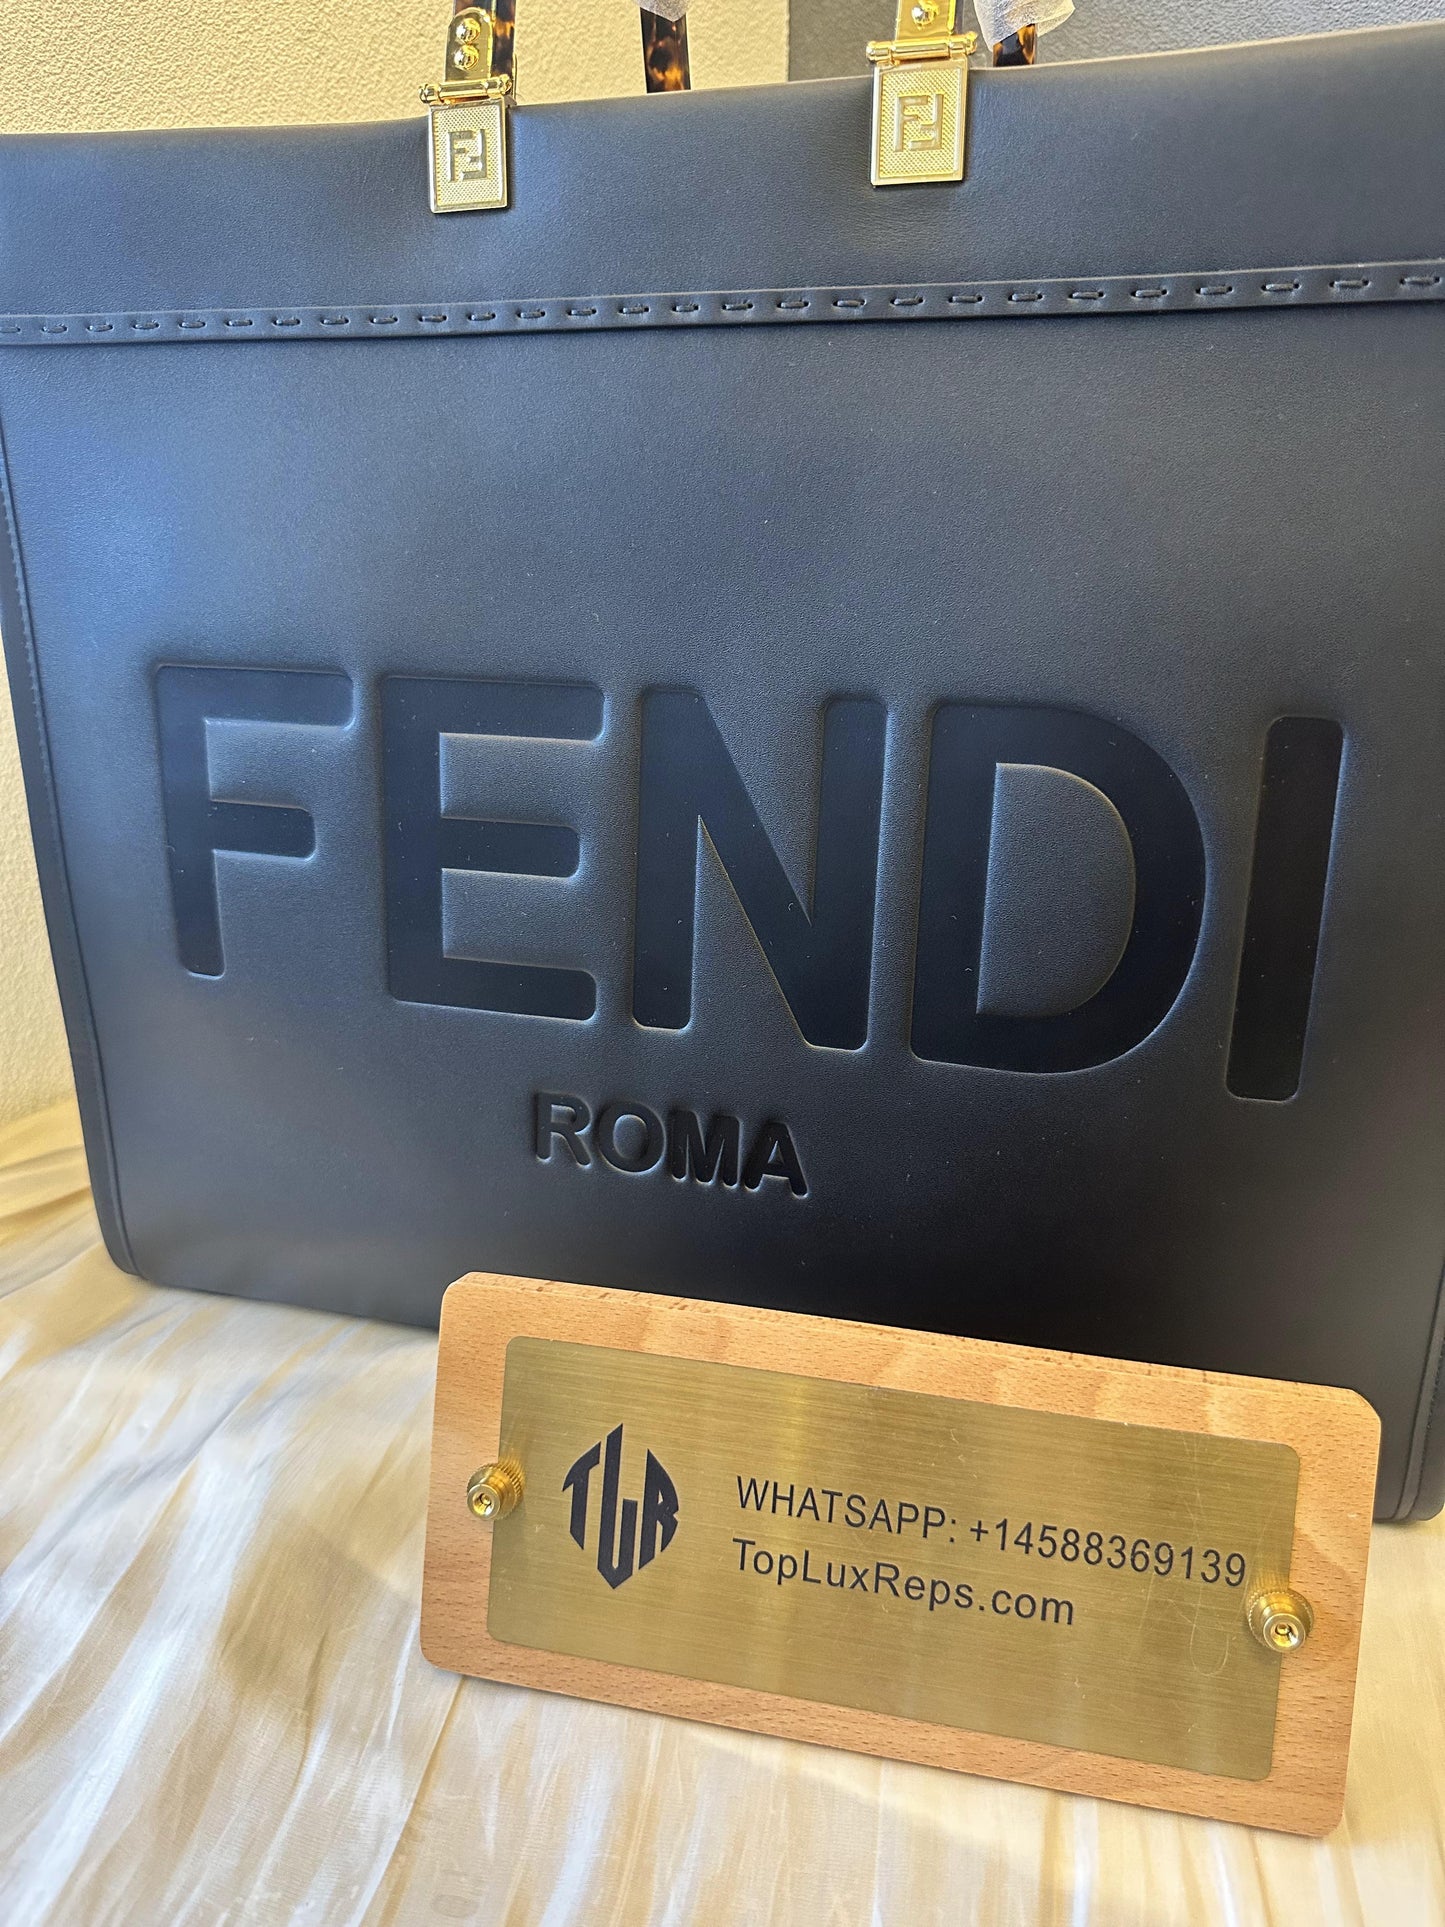 FENDI
ROMA
TLR
WHATSAPP: +14588369139
TopLuxReps.com